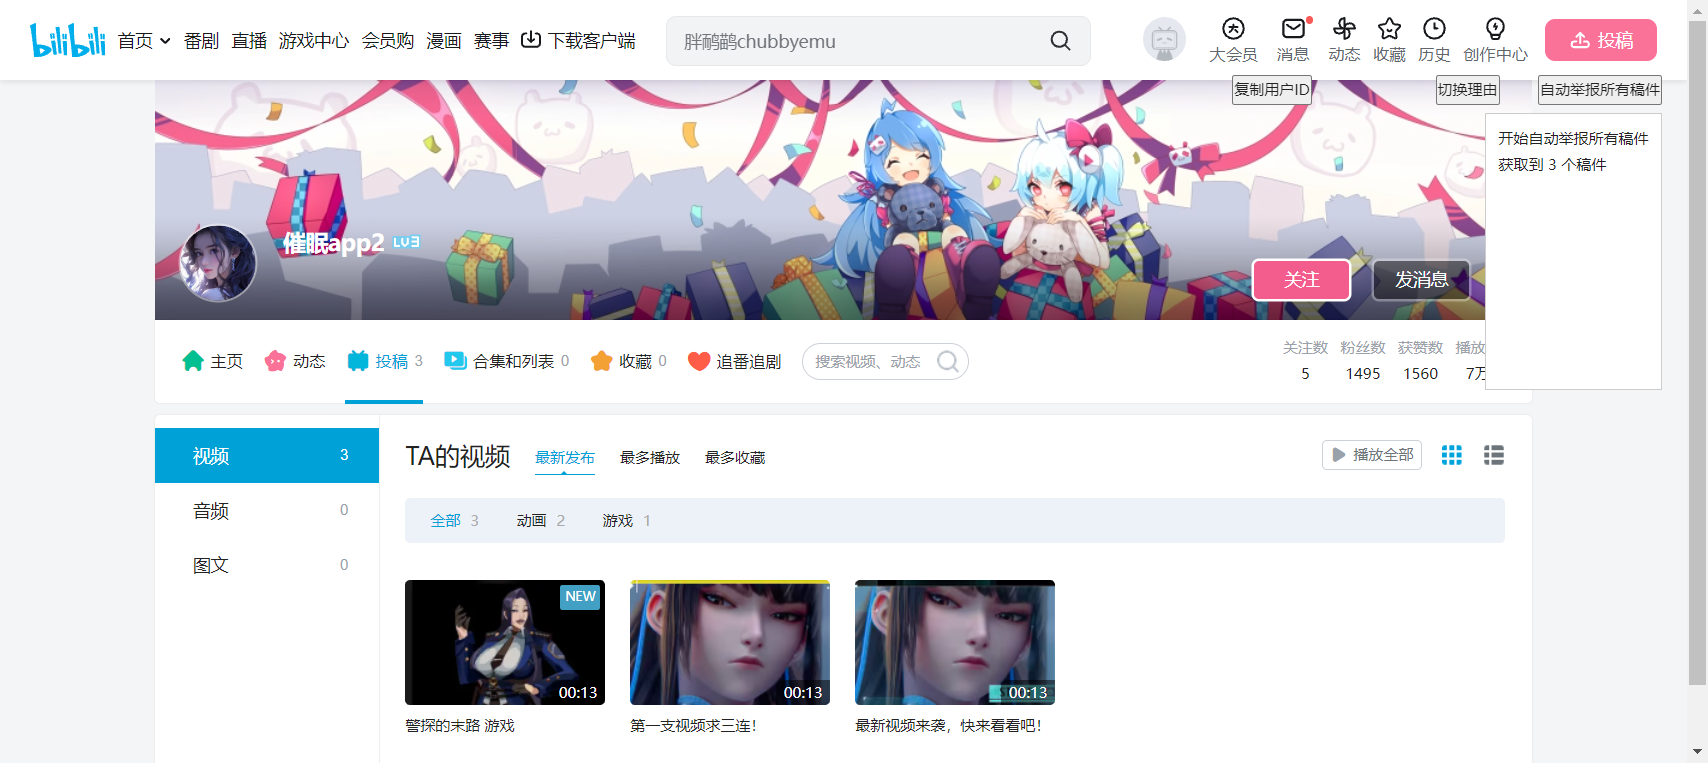 bilibili 首页 番剧 直播 游戏中心 会员购 漫画 赛事 下载客户端
胖鸸鹋chubbyemu
大会员 消息 动态 收藏 历史 创作中心
投稿
复制用户ID 切换理由 自动举报所有稿件
开始自动举报所有稿件
获取到 3 个稿件
催眠app2 LV3
关注 发消息
主页 动态 投稿 3 合集和列表 0 收藏 0 追番追剧
搜索视频、动态
关注数 粉丝数 获赞数 播放
5 1495 1560 7万
视频 3
音频 0
图文 0
TA的视频 最新发布 最多播放 最多收藏
播放全部
全部 3 动画 2 游戏 1
NEW
00:13 00:13 00:13
警探的末路 游戏
第一支视频求三连！
最新视频来袭，快来看看吧！